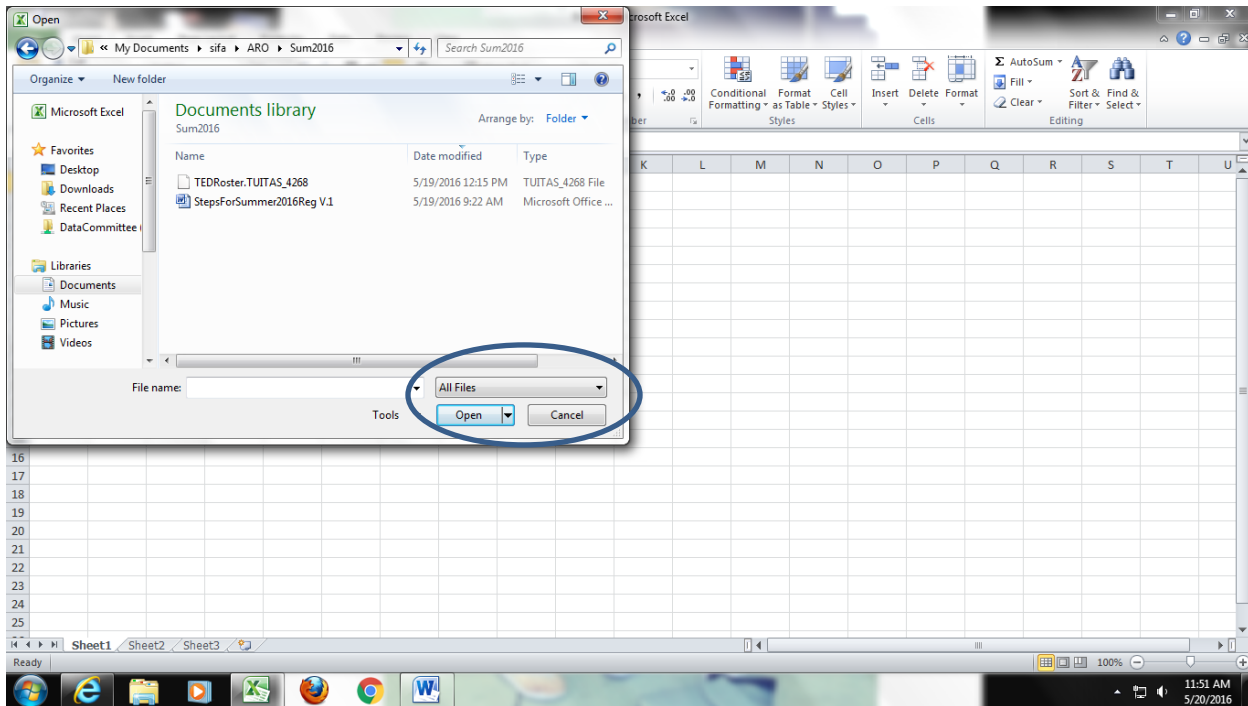 Open
crosoft Excel
« My Documents ▸ sifa ▸ ARO ▸ Sum2016
Search Sum2016
Organize
New folder
Microsoft Excel
Favorites
Desktop
Downloads
Recent Places
DataCommittee (
Libraries
Documents
Music
Pictures
Videos
Documents library
Sum2016
Arrange by: Folder
Name Date modified Type
TEDRoster.TUITAS_4268 5/19/2016 12:15 PM TUITAS_4268 File
StepsForSummer2016Reg V.1 5/19/2016 9:22 AM Microsoft Office ...
File name:
All Files
Tools
Open
Cancel
, .0 .00 .00 .0
ber
Conditional Formatting
Format as Table
Cell Styles
Styles
Insert Delete Format
Cells
Σ AutoSum
Fill
Clear
Sort & Filter
Find & Select
Editing
K L M N O P Q R S T U
16
17
18
19
20
21
22
23
24
25
Sheet1 Sheet2 Sheet3
Ready
100%
11:51 AM
5/20/2016